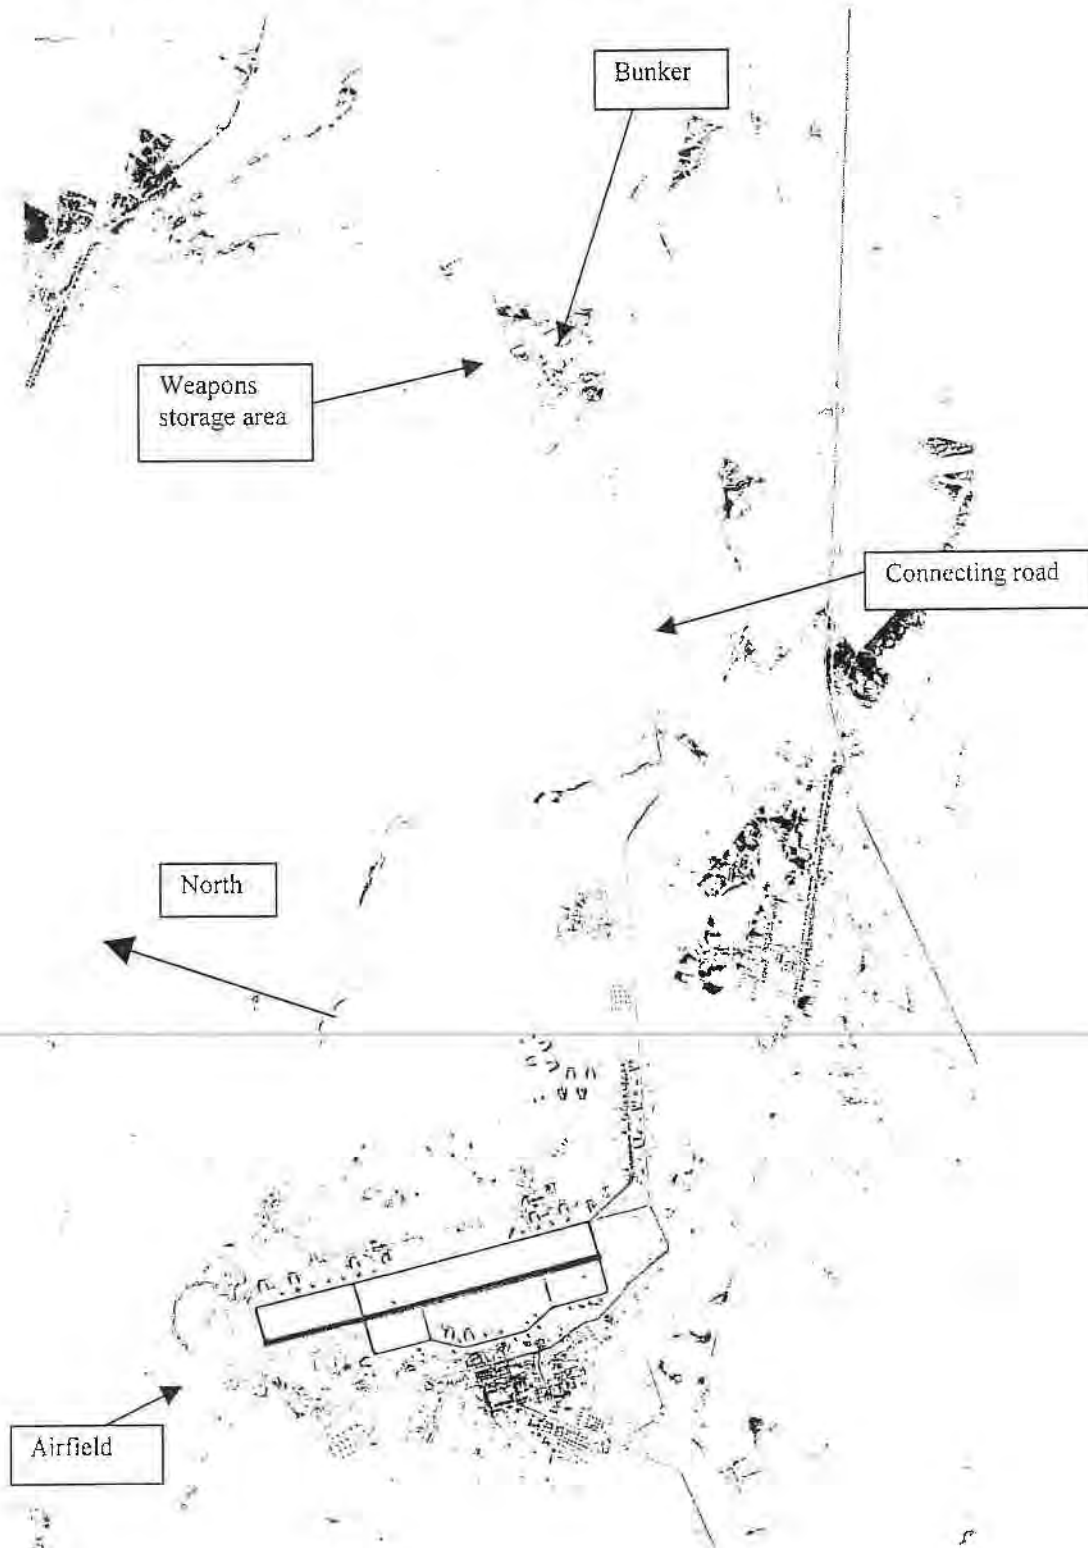 Bunker
Weapons
storage area
Connecting road
North
Airfield